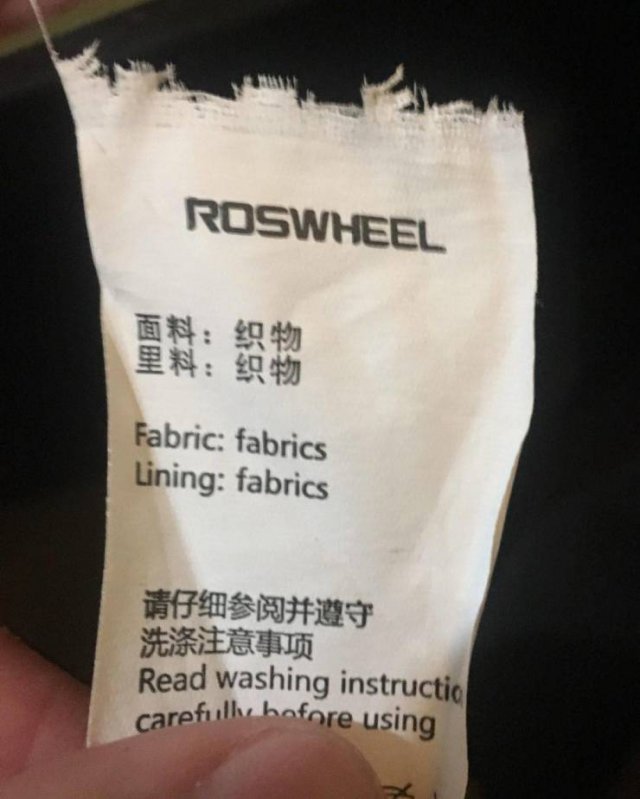 ROSWHEEL
面料：织物
里料：织物
Fabric: fabrics
Lining: fabrics
请仔细参阅并遵守
洗涤注意事项
Read washing instructio
carefully before using